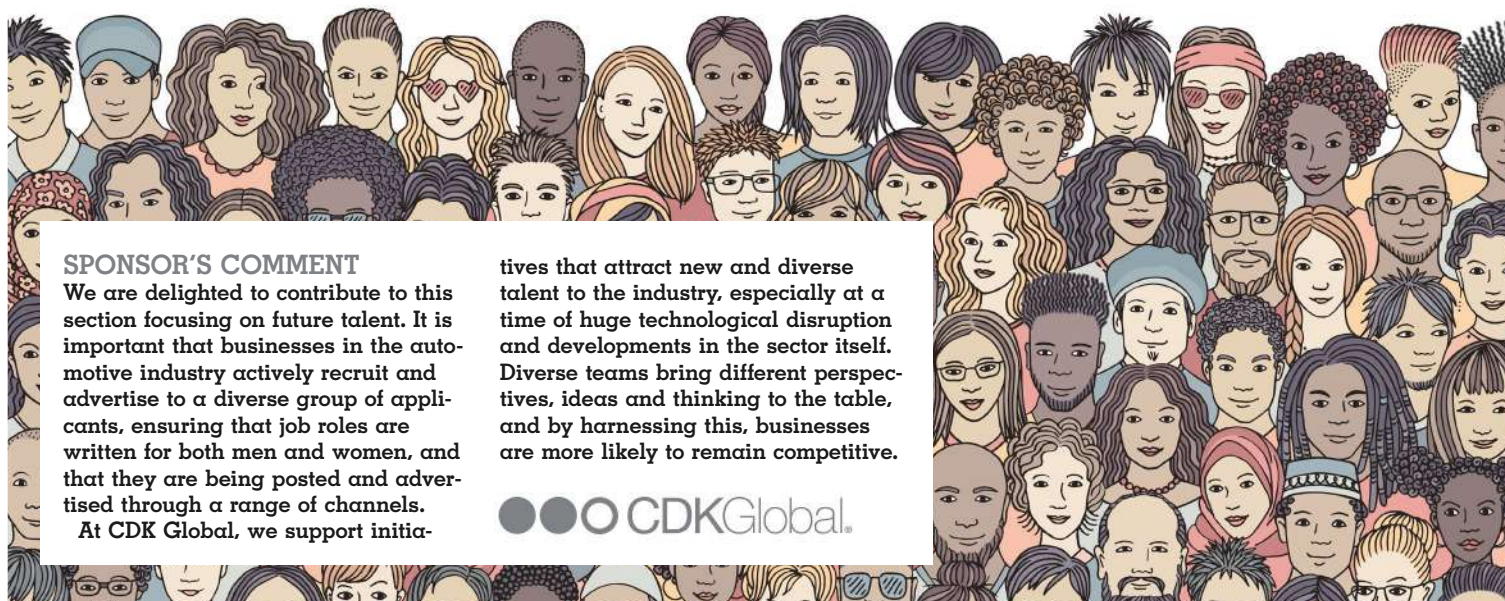 SPONSOR'S COMMENT
We are delighted to contribute to this
section focusing on future talent. It is
important that businesses in the auto-
motive industry actively recruit and
advertise to a diverse group of appli-
cants, ensuring that job roles are
written for both men and women, and
that they are being posted and adver-
tised through a range of channels.
At CDK Global, we support initia-
tives that attract new and diverse
talent to the industry, especially at a
time of huge technological disruption
and developments in the sector itself.
Diverse teams bring different perspec-
tives, ideas and thinking to the table,
and by harnessing this, businesses
are more likely to remain competitive.
CDKGlobal®